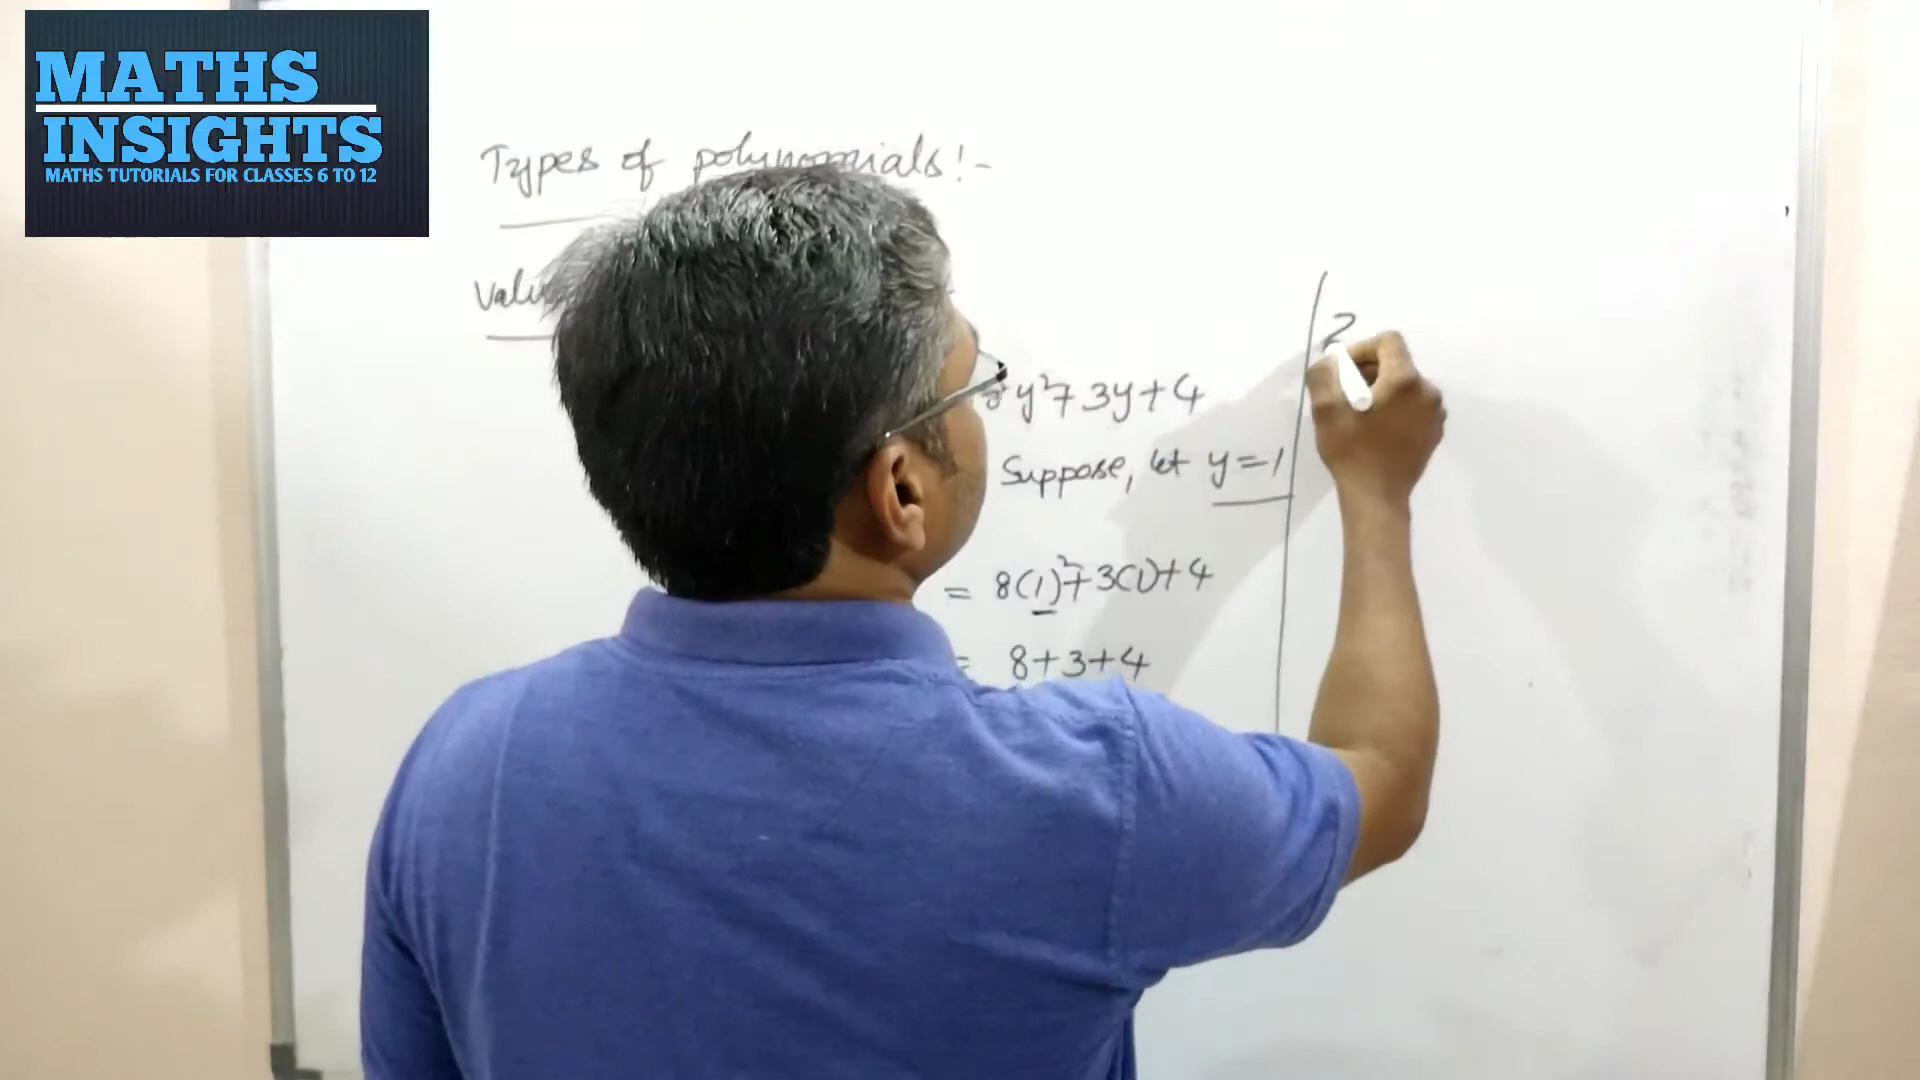 MATHS
INSIGHTS
MATHS TUTORIALS FOR CLASSES 6 TO 12
Types of polynomials:-
y²+3y+4
Suppose, let y=1
= 8(1)²+3(1)+4
= 8+3+4
2